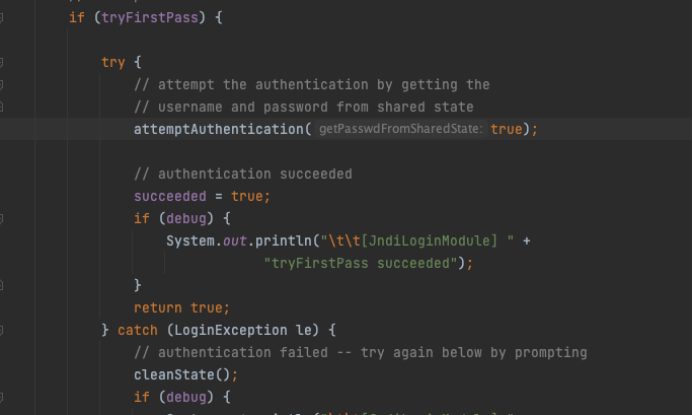 if (tryFirstPass) {
try {
// attempt the authentication by getting the
// username and password from shared state
attemptAuthentication( getPasswdFromSharedState: true);
// authentication succeeded
succeeded = true;
if (debug) {
System.out.println("\t\t[JndiLoginModule] " +
"tryFirstPass succeeded");
}
return true;
} catch (LoginException le) {
// authentication failed -- try again below by prompting
cleanState();
if (debug) {